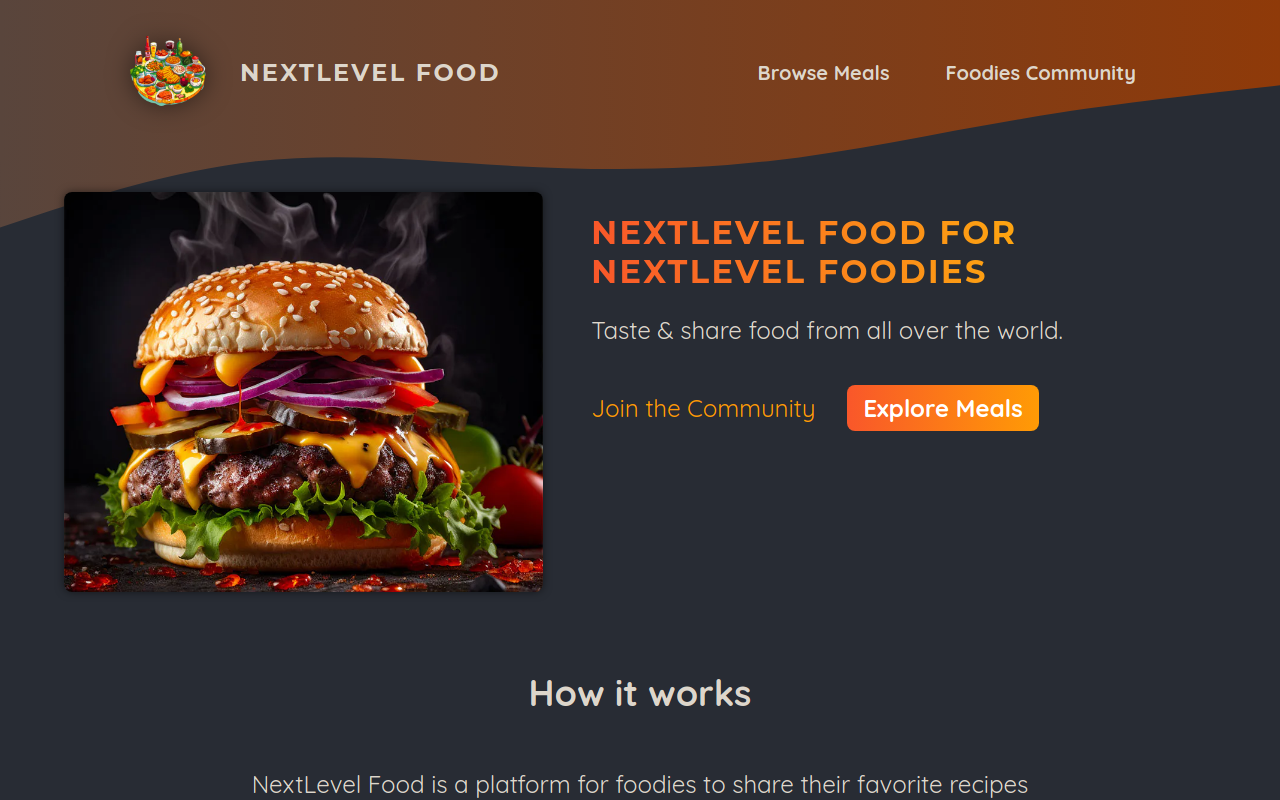 NEXTLEVEL FOOD
Browse Meals
Foodies Community
NEXTLEVEL FOOD FOR
NEXTLEVEL FOODIES
Taste & share food from all over the world.
Join the Community
Explore Meals
How it works
NextLevel Food is a platform for foodies to share their favorite recipes